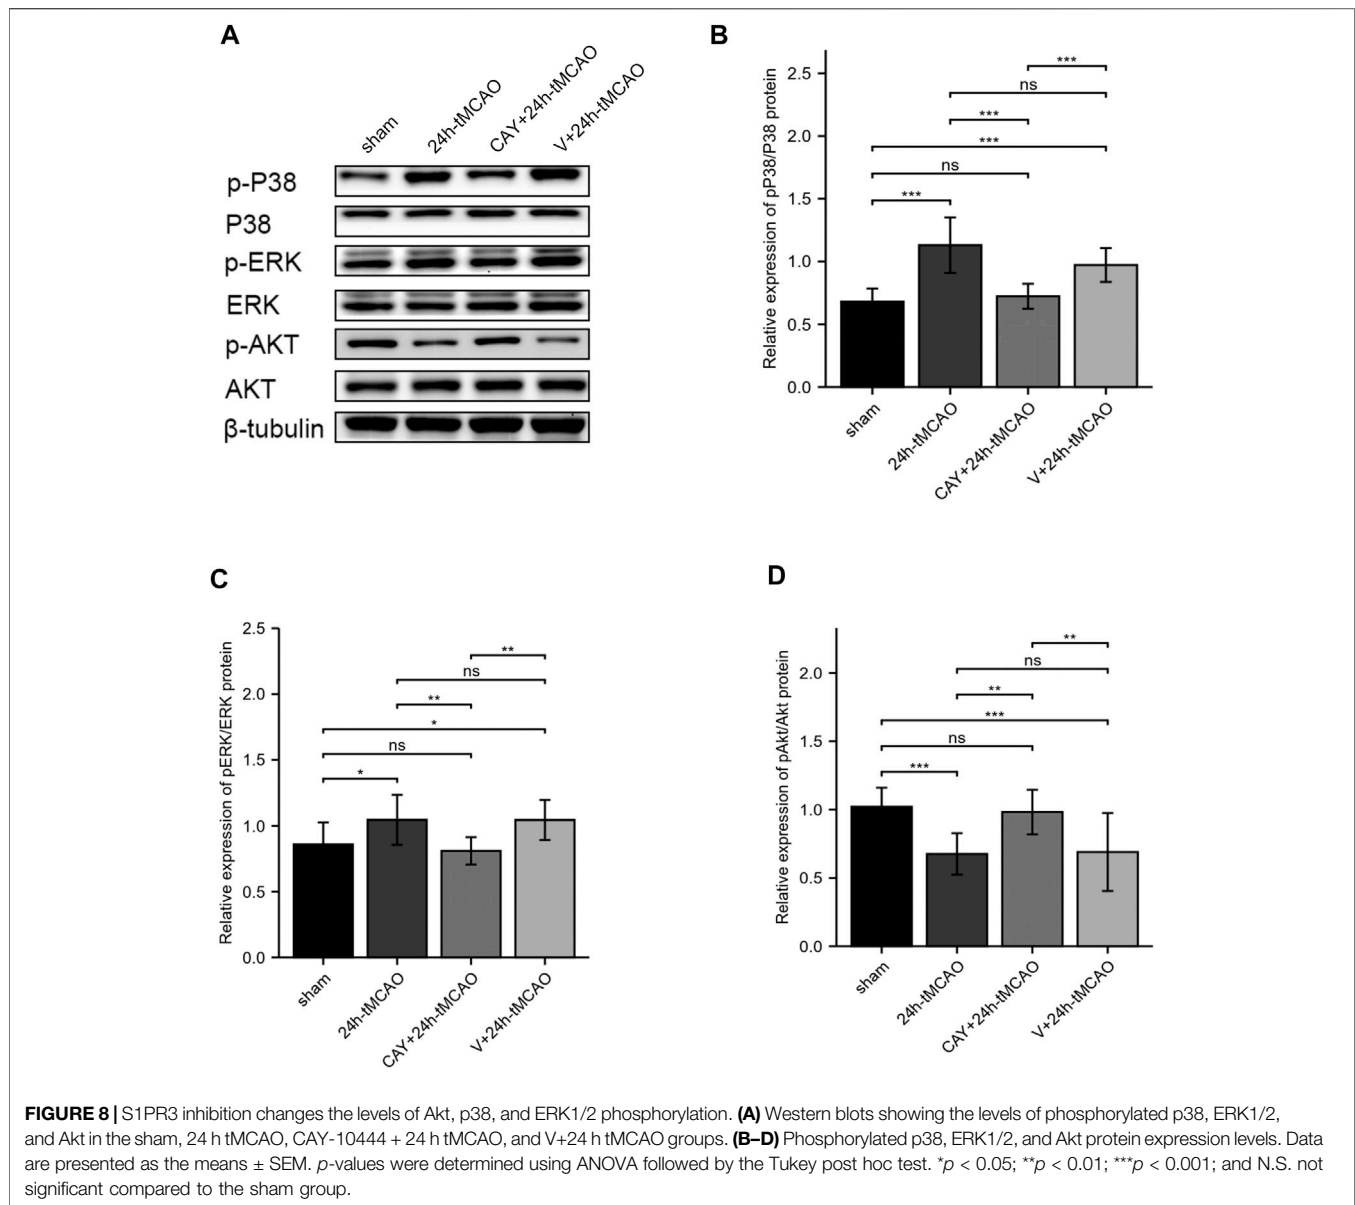 A
sham
24h-tMCAO
CAY+24h-tMCAO
V+24h-tMCAO
p-P38
P38
p-ERK
ERK
p-AKT
AKT
β-tubulin
B
Relative expression of pP38/P38 protein
2.5
2.0
1.5
1.0
0.5
0.0
***
ns
***
***
ns
***
sham
24h-tMCAO
CAY+24h-tMCAO
V+24h-tMCAO
C
Relative expression of pERK/ERK protein
2.5
2.0
1.5
1.0
0.5
0.0
**
ns
**
*
ns
*
sham
24h-tMCAO
CAY+24h-tMCAO
V+24h-tMCAO
D
Relative expression of pAkt/Akt protein
2.0
1.5
1.0
0.5
0.0
**
ns
**
***
ns
***
sham
24h-tMCAO
CAY+24h-tMCAO
V+24h-tMCAO
FIGURE 8 | S1PR3 inhibition changes the levels of Akt, p38, and ERK1/2 phosphorylation. (A) Western blots showing the levels of phosphorylated p38, ERK1/2,
and Akt in the sham, 24 h tMCAO, CAY-10444 + 24 h tMCAO, and V+24 h tMCAO groups. (B–D) Phosphorylated p38, ERK1/2, and Akt protein expression levels. Data
are presented as the means ± SEM. p-values were determined using ANOVA followed by the Tukey post hoc test. *p < 0.05; **p < 0.01; ***p < 0.001; and N.S. not
significant compared to the sham group.